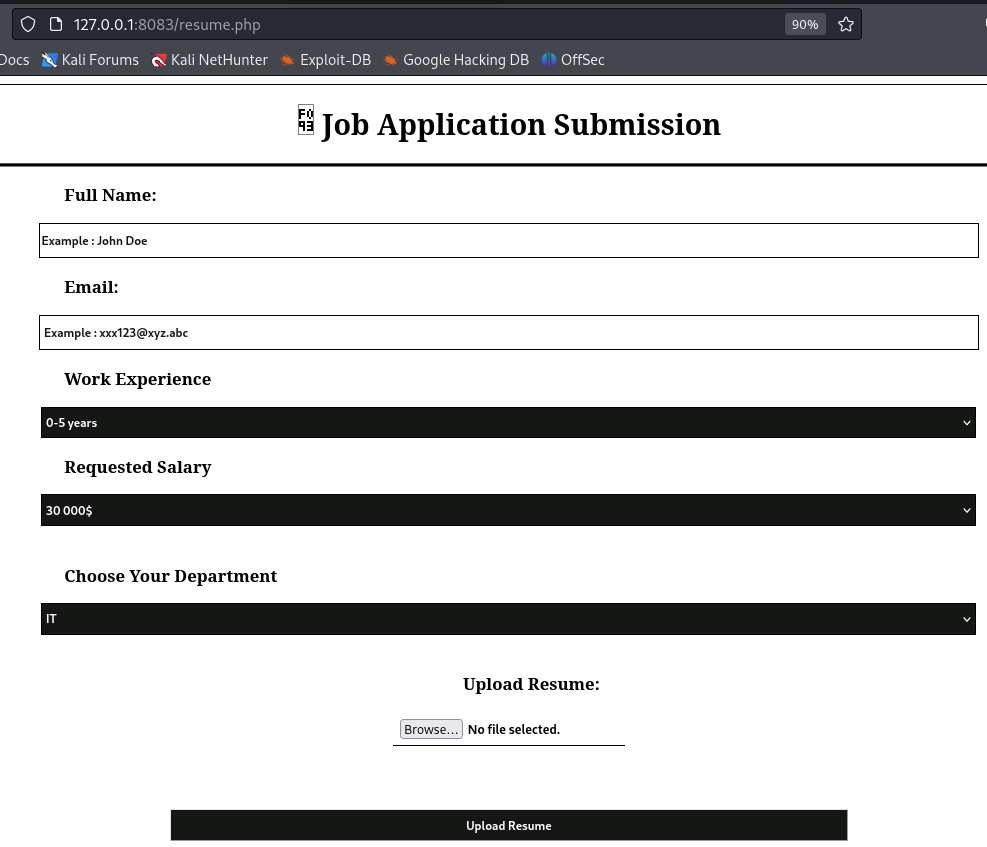 127.0.0.1:8083/resume.php 90%
Docs Kali Forums Kali NetHunter Exploit-DB Google Hacking DB OffSec
Job Application Submission
Full Name:
Example : John Doe
Email:
Example : xxx123@xyz.abc
Work Experience
0-5 years
Requested Salary
30 000$
Choose Your Department
IT
Upload Resume:
Browse... No file selected.
Upload Resume